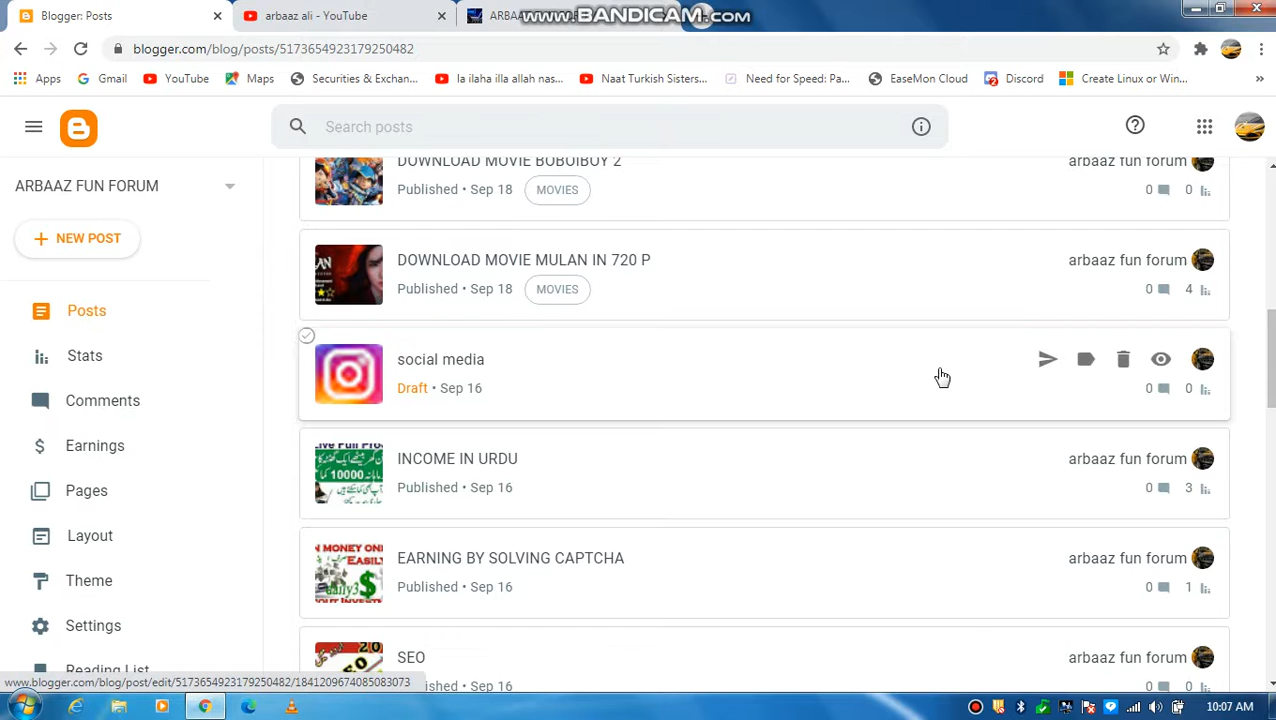 Blogger: Posts
arbaaz ali - YouTube
ARBA
www.BANDICAM.com
blogger.com/blog/posts/5173654923179250482
Apps
Gmail
YouTube
Maps
Securities & Exchan...
la ilaha illa allah nas...
Naat Turkish Sisters...
Need for Speed: Pa...
EaseMon Cloud
Discord
Create Linux or Win...
»
Search posts
ARBAAZ FUN FORUM
NEW POST
Posts
Stats
Comments
Earnings
Pages
Layout
Theme
Settings
Reading List
DOWNLOAD MOVIE BOBOIBOY 2
arbaaz fun forum
Published • Sep 18 MOVIES
0 0
DOWNLOAD MOVIE MULAN IN 720 P
arbaaz fun forum
Published • Sep 18 MOVIES
0 4
social media
Draft • Sep 16
0 0
INCOME IN URDU
arbaaz fun forum
Published • Sep 16
0 3
10000
EARNING BY SOLVING CAPTCHA
arbaaz fun forum
Published • Sep 16
0 1
SEO
arbaaz fun forum
ished • Sep 16
0 0
www.blogger.com/blog/post/edit/5173654923179250482/1841209674085083073
10:07 AM